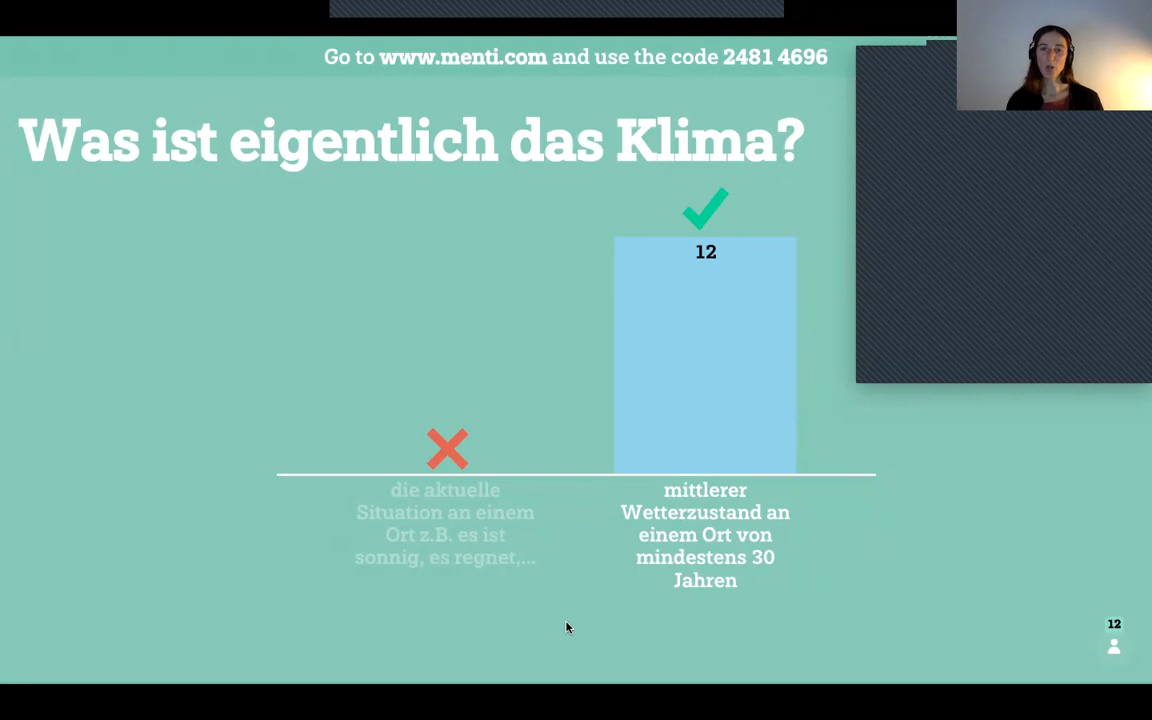 Go to www.menti.com and use the code 2481 4696
Was ist eigentlich das Klima?
12
die aktuelle
Situation an einem
Ort z.B. es ist
sonnig, es regnet,...
mittlerer
Wetterzustand an
einem Ort von
mindestens 30
Jahren
12